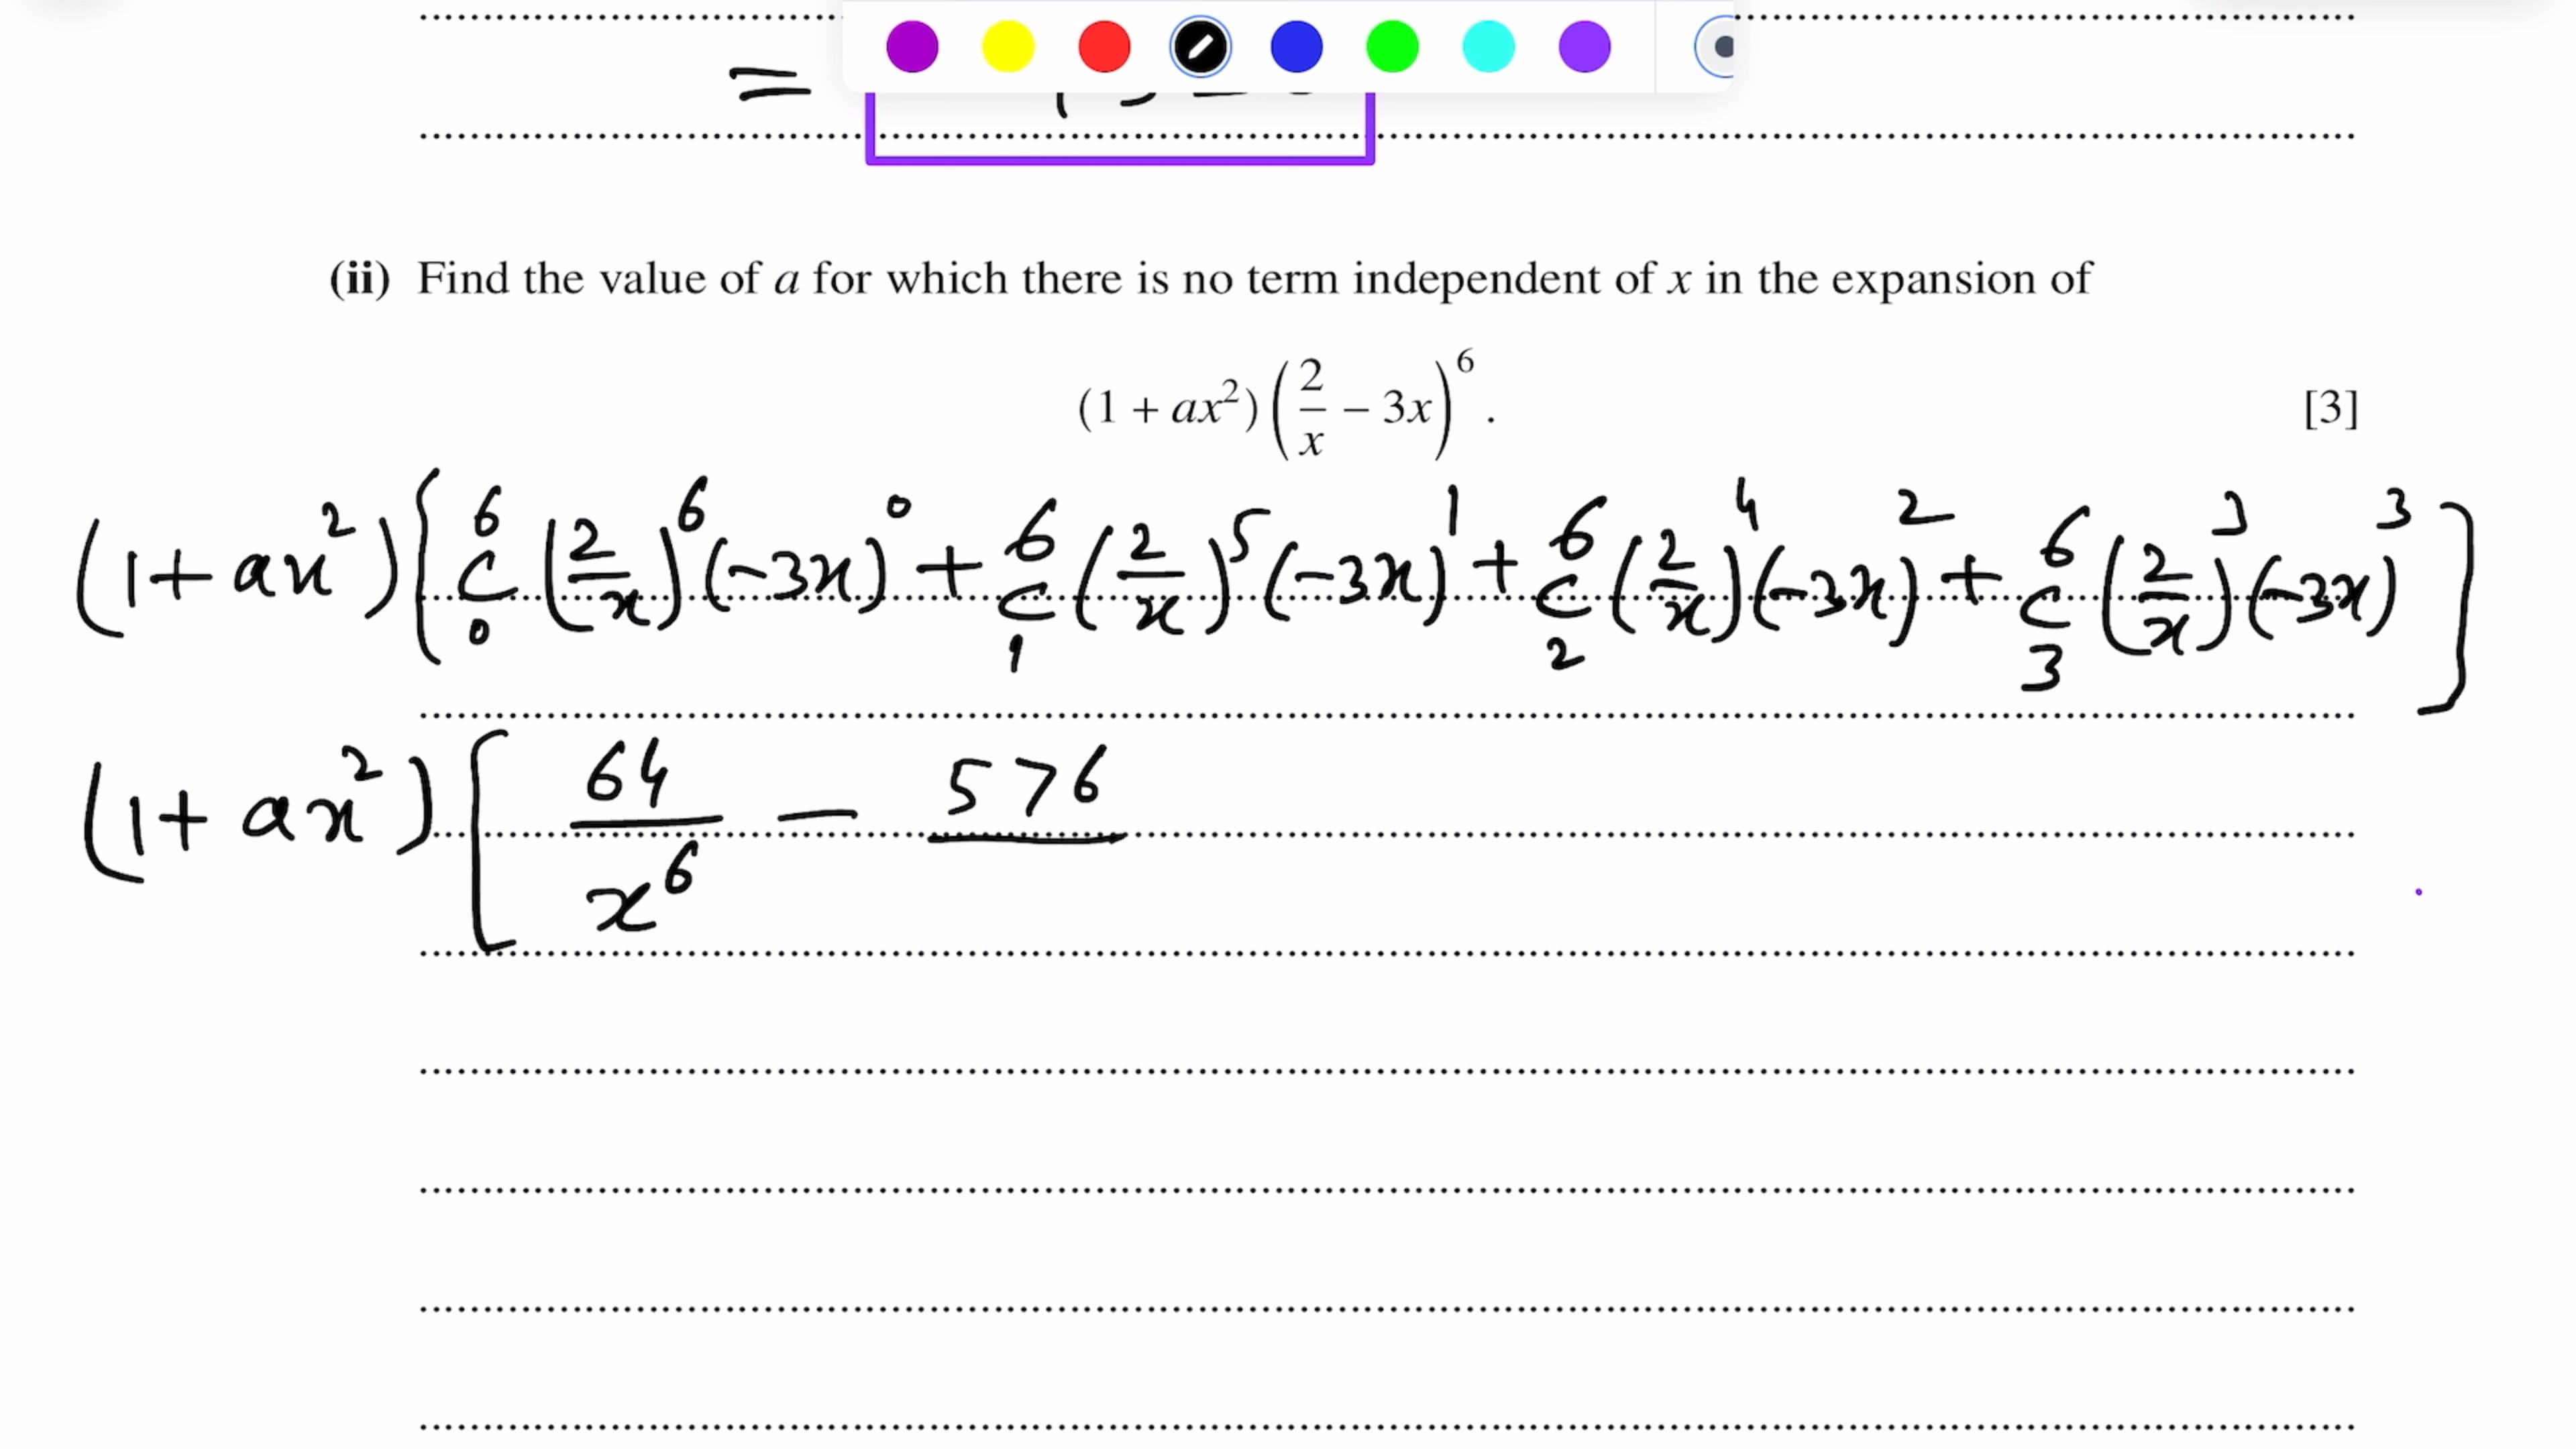 =
(ii) Find the value of a for which there is no term independent of x in the expansion of
(1 + ax²)(2/x − 3x)⁶. [3]
(1+ax²){⁶C₀(2/x)⁶(-3x)⁰ + ⁶C₁(2/x)⁵(-3x)¹ + ⁶C₂(2/x)⁴(-3x)² + ⁶C₃(2/x)³(-3x)³]
(1+ax²)[64/x⁶ − 576/